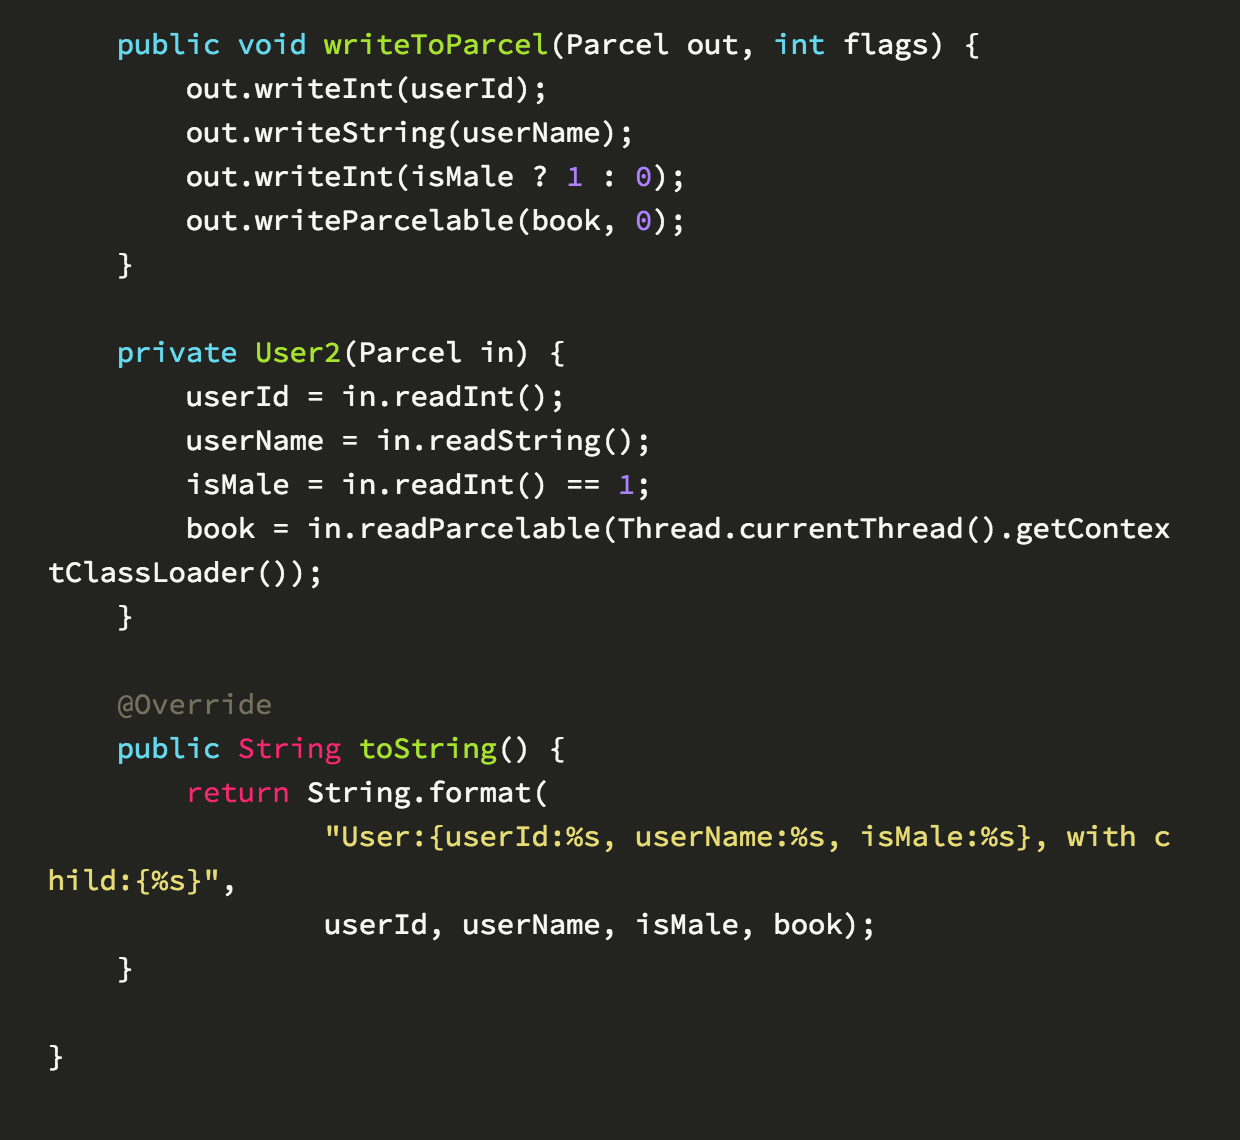 public void writeToParcel(Parcel out, int flags) {
        out.writeInt(userId);
        out.writeString(userName);
        out.writeInt(isMale ? 1 : 0);
        out.writeParcelable(book, 0);
    }

    private User2(Parcel in) {
        userId = in.readInt();
        userName = in.readString();
        isMale = in.readInt() == 1;
        book = in.readParcelable(Thread.currentThread().getContex
tClassLoader());
    }

    @Override
    public String toString() {
        return String.format(
                "User:{userId:%s, userName:%s, isMale:%s}, with c
hild:{%s}",
                userId, userName, isMale, book);
    }

}